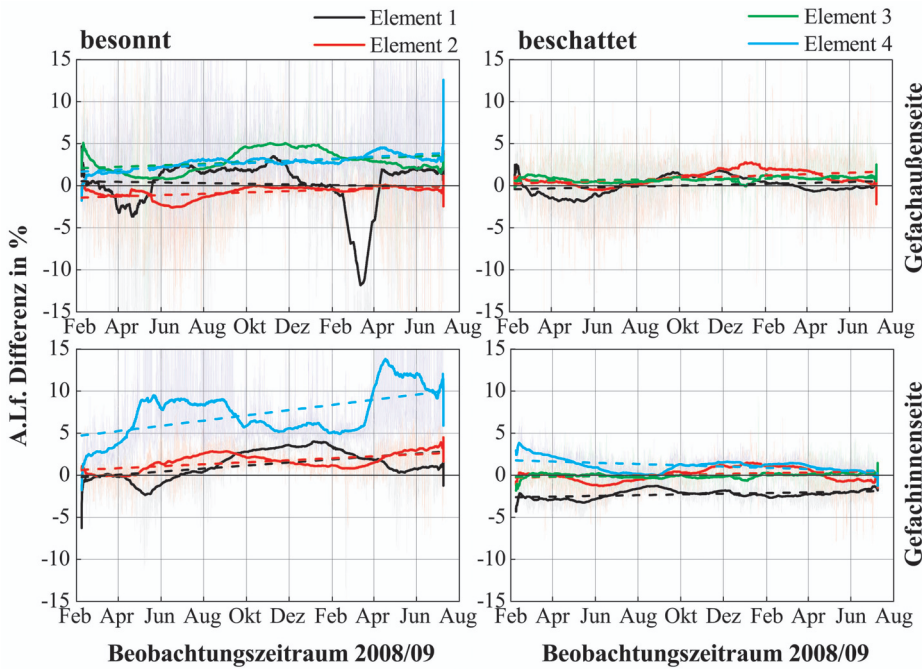 besonnt
Element 1
Element 2
beschattet
Element 3
Element 4
A.Lf. Differenz in %
15
10
5
0
-5
-10
-15
Feb Apr Jun Aug Okt Dez Feb Apr Jun Aug
15
10
5
0
-5
-10
-15
Feb Apr Jun Aug Okt Dez Feb Apr Jun Aug
Gefachaußenseite
15
10
5
0
-5
-10
-15
Feb Apr Jun Aug Okt Dez Feb Apr Jun Aug
Beobachtungszeitraum 2008/09
15
10
5
0
-5
-10
-15
Feb Apr Jun Aug Okt Dez Feb Apr Jun Aug
Beobachtungszeitraum 2008/09
Gefachinnenseite